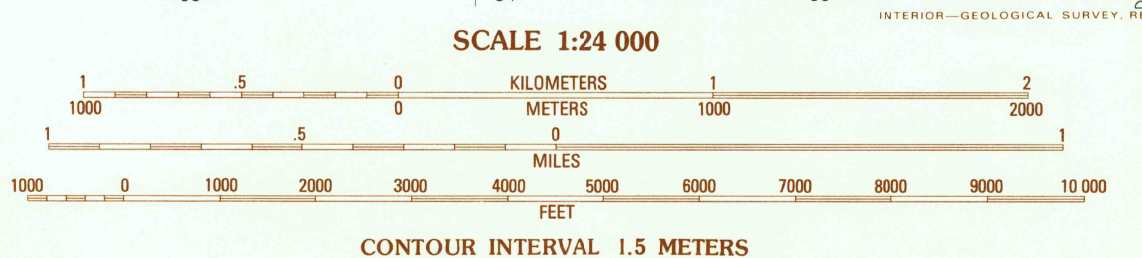 INTERIOR—GEOLOGICAL SURVEY, RE
SCALE 1:24 000
1 .5 0 KILOMETERS 1 2
1000 0 METERS 1000 2000
1 .5 0 1
MILES
1000 0 1000 2000 3000 4000 5000 6000 7000 8000 9000 10 000
FEET
CONTOUR INTERVAL 1.5 METERS